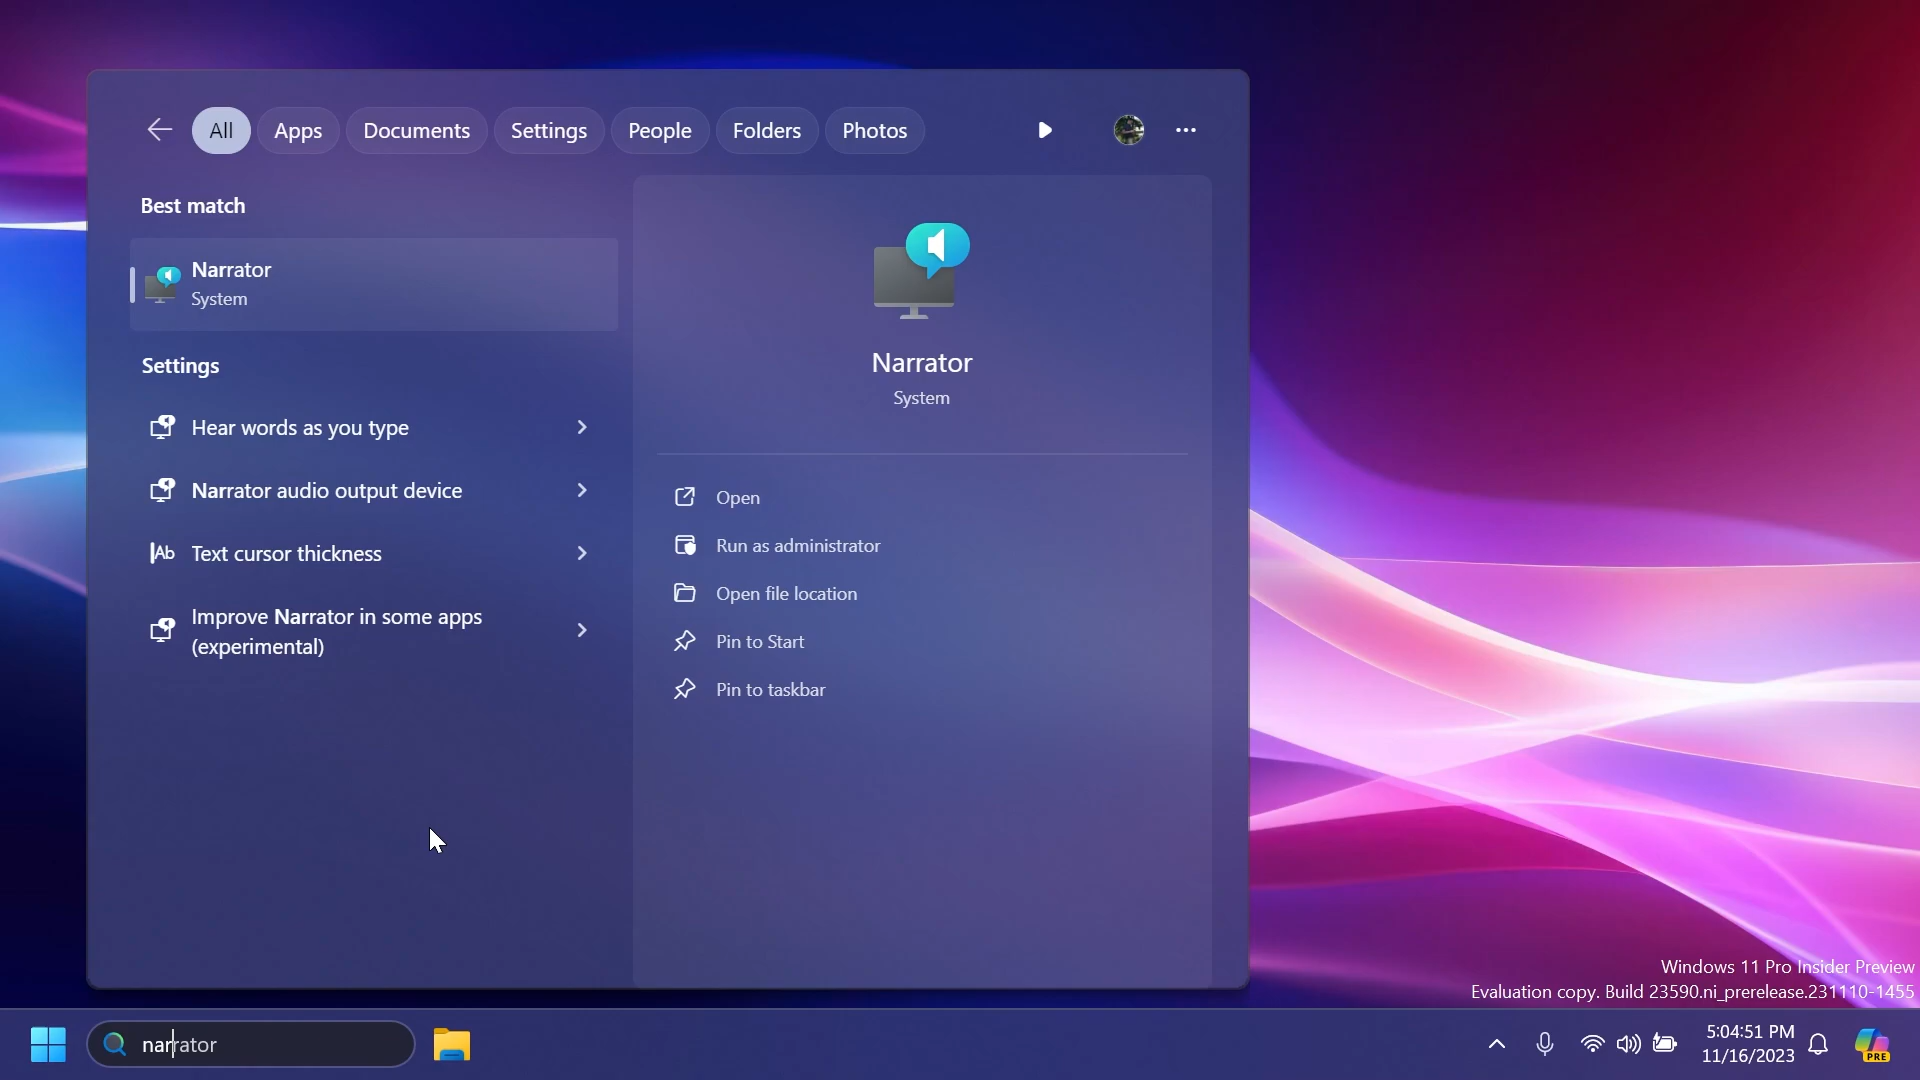 All
Apps
Documents
Settings
People
Folders
Photos
Best match
Narrator
System
Settings
Hear words as you type
Narrator audio output device
Ab Text cursor thickness
Improve Narrator in some apps
(experimental)
Narrator
System
Open
Run as administrator
Open file location
Pin to Start
Pin to taskbar
Windows 11 Pro Insider Preview
Evaluation copy. Build 23590.ni_prerelease.231110-1455
narrator
5:04:51 PM
11/16/2023
PRE